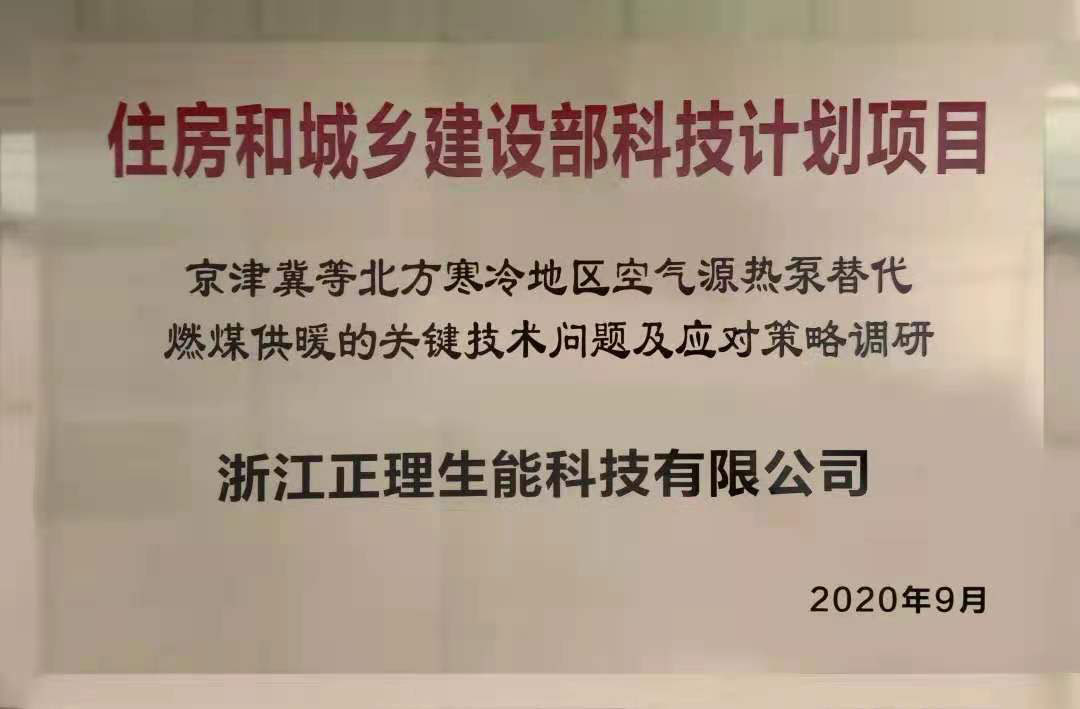 住房和城乡建设部科技计划项目
京津冀等北方寒冷地区空气源热泵替代
燃煤供暖的关键技术问题及应对策略调研
浙江正理生能科技有限公司
2020年9月